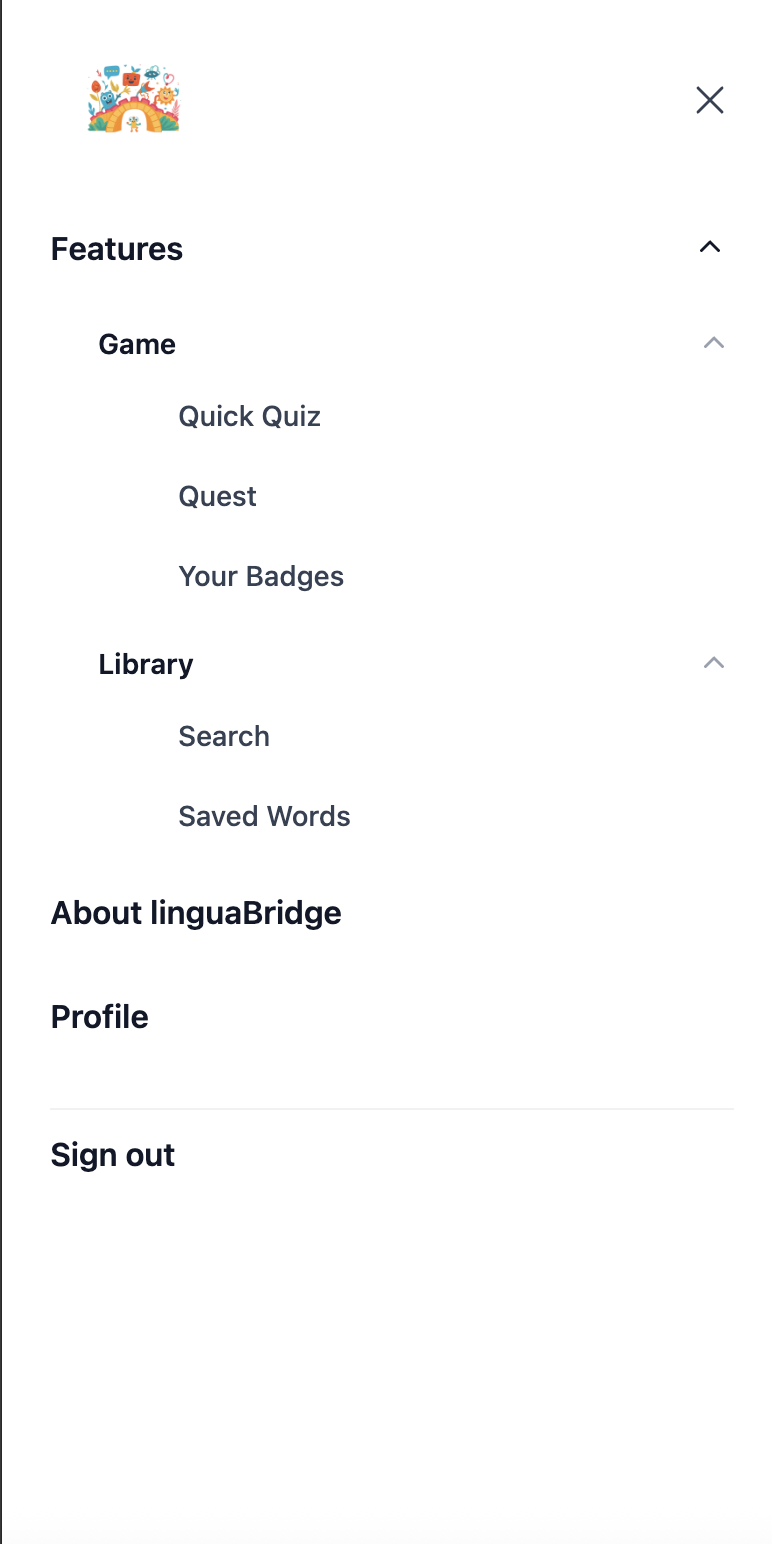 Features
Game
Quick Quiz
Quest
Your Badges
Library
Search
Saved Words
About linguaBridge
Profile
Sign out